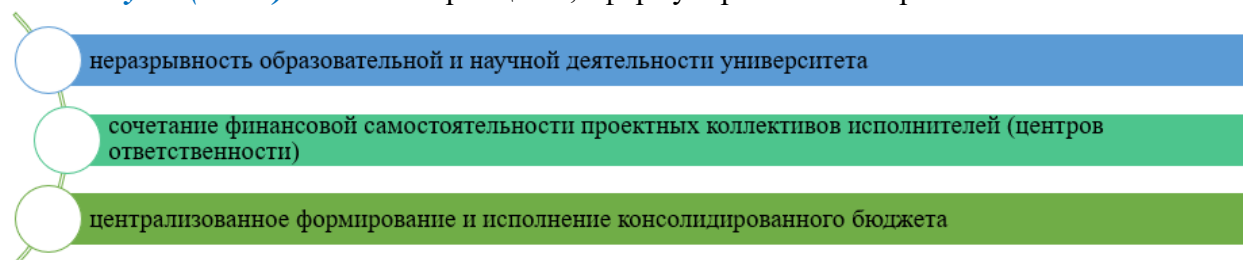 неразрывность образовательной и научной деятельности университета
сочетание финансовой самостоятельности проектных коллективов исполнителей (центров
ответственности)
централизованное формирование и исполнение консолидированного бюджета